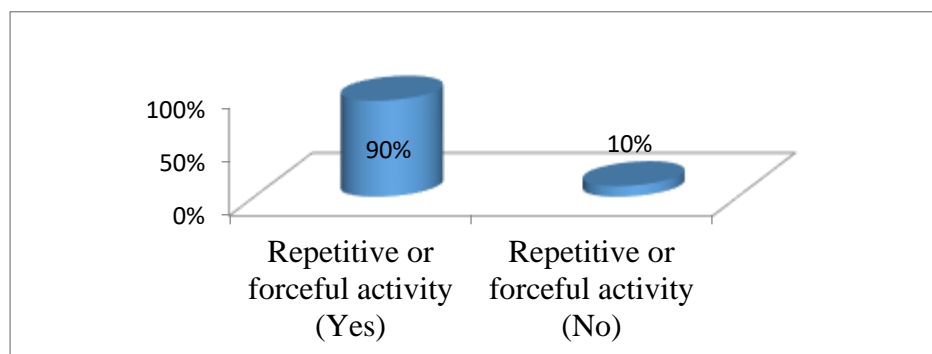 100%
50%
0%
90%
10%
Repetitive or
forceful activity
(Yes)
Repetitive or
forceful activity
(No)